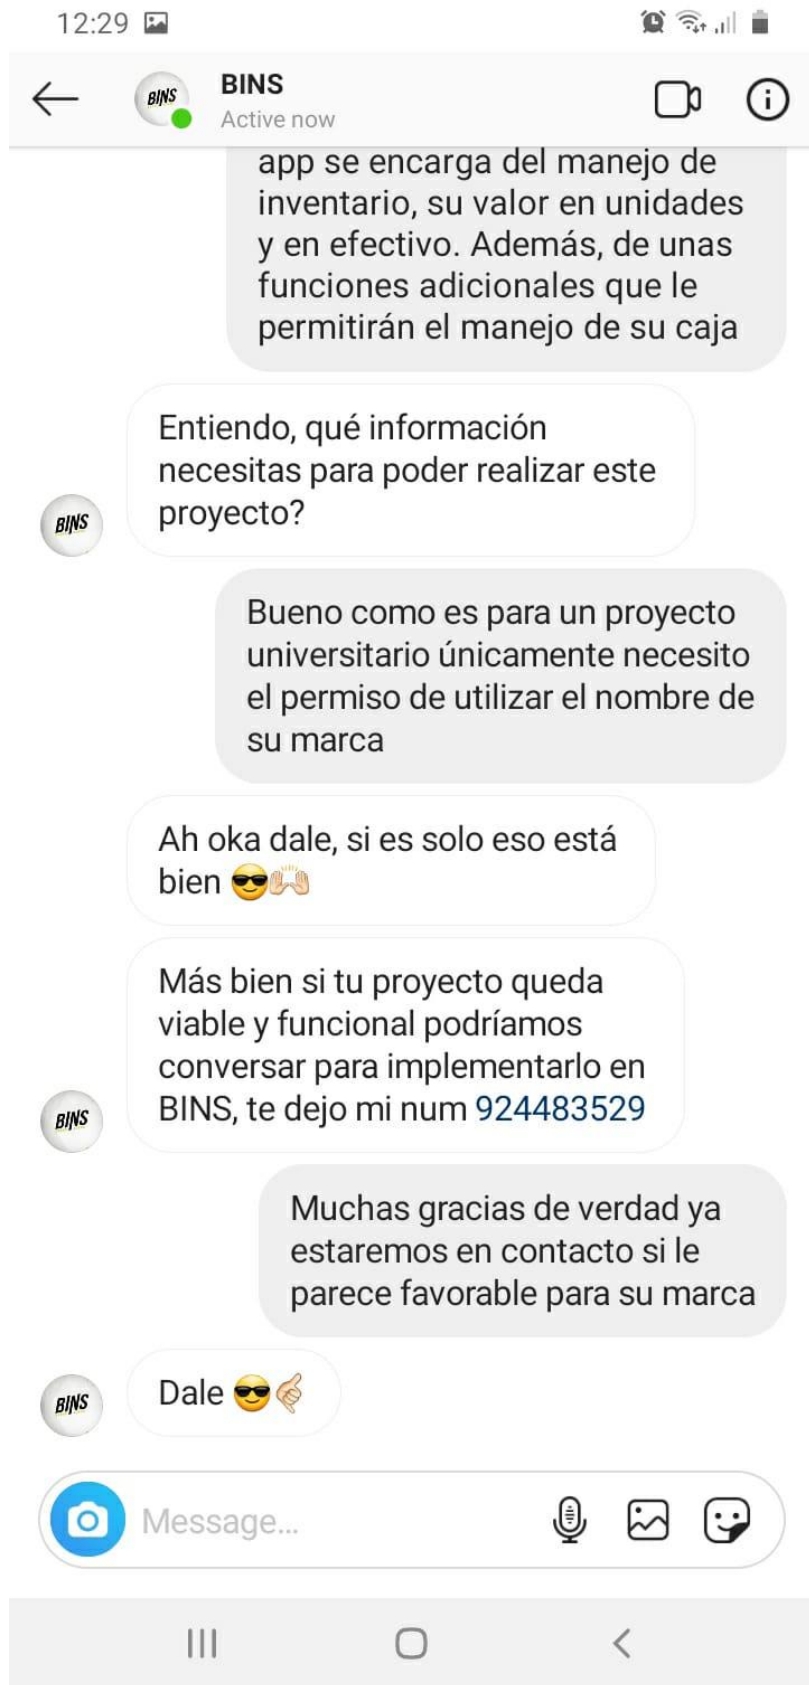 12:29
BINS
BINS
Active now
app se encarga del manejo de
inventario, su valor en unidades
y en efectivo. Además, de unas
funciones adicionales que le
permitirán el manejo de su caja
Entiendo, qué información
necesitas para poder realizar este
proyecto?
BINS
Bueno como es para un proyecto
universitario únicamente necesito
el permiso de utilizar el nombre de
su marca
Ah oka dale, si es solo eso está
bien 😎🙌🏻
Más bien si tu proyecto queda
viable y funcional podríamos
conversar para implementarlo en
BINS, te dejo mi num 924483529
BINS
Muchas gracias de verdad ya
estaremos en contacto si le
parece favorable para su marca
BINS
Dale 😎🤙🏻
Message...